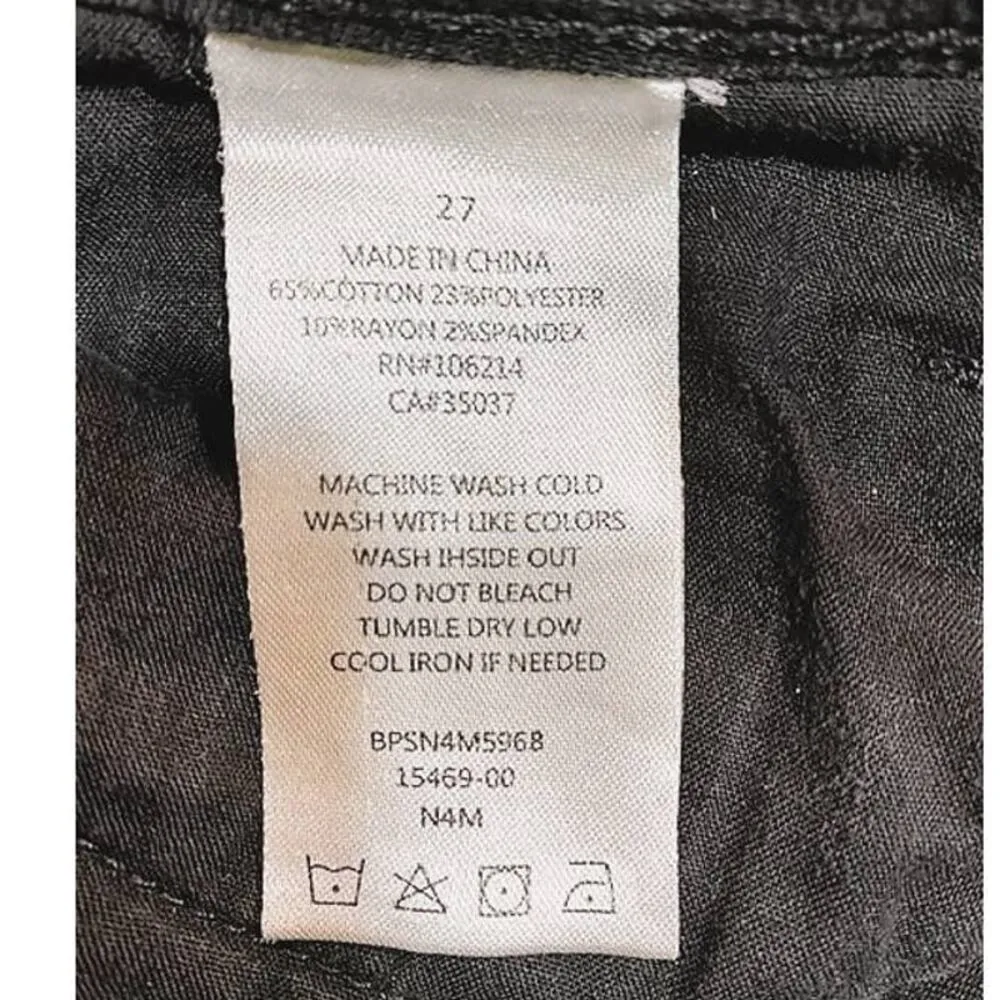 27
MADE IN CHINA
65%COTTON 23%POLYESTER
10%RAYON 2%SPANDEX
RN#106214
CA#35037
MACHINE WASH COLD
WASH WITH LIKE COLORS
WASH IHSIDE OUT
DO NOT BLEACH
TUMBLE DRY LOW
COOL IRON IF NEEDED
BPSN4M5968
15469-00
N4M